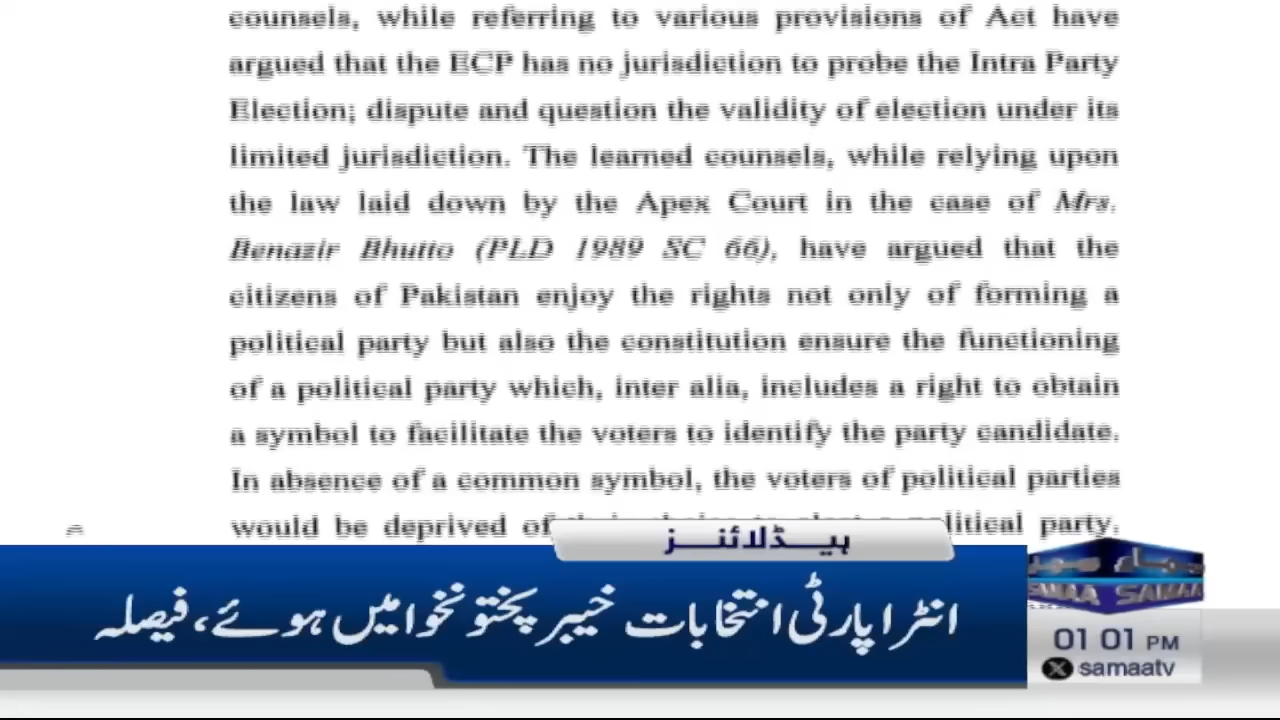 counsels, while referring to various provisions of Act have
argued that the ECP has no jurisdiction to probe the Intra Party
Election; dispute and question the validity of election under its
limited jurisdiction. The learned counsels, while relying upon
the law laid down by the Apex Court in the case of Mrs.
Benazir Bhutto (PLD 1989 SC 66), have argued that the
citizens of Pakistan enjoy the rights not only of forming a
political party but also the constitution ensure the functioning
of a political party which, inter alia, includes a right to obtain
a symbol to facilitate the voters to identify the party candidate.
In absence of a common symbol, the voters of political parties
would be deprived of political party,
ہیڈلائنز
انٹرا پارٹی انتخابات خیبر پختونخوا میں ہوئے، فیصلہ
SAMAA
01 01 PM
X samaatv